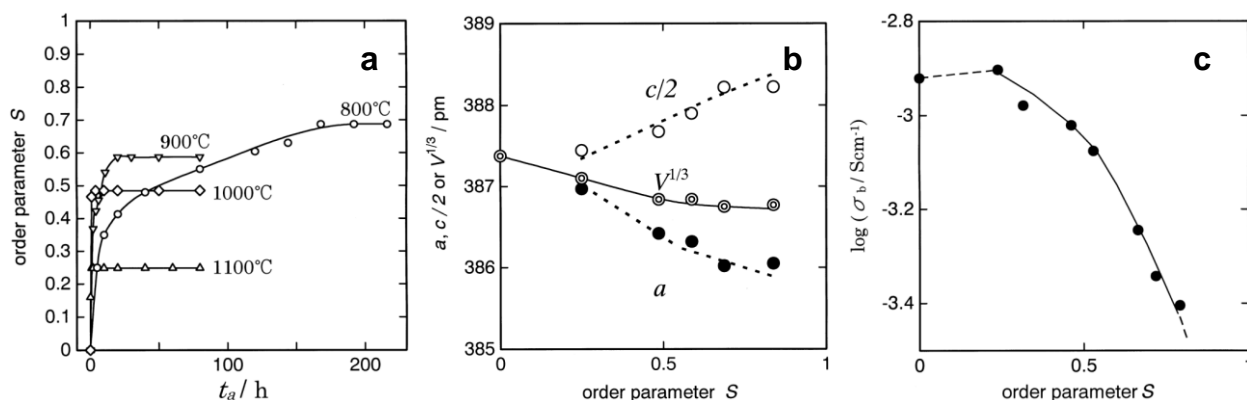 a
1
0.9
0.8
0.7
0.6
0.5
0.4
0.3
0.2
0.1
0
order parameter S
800℃
900℃
1000℃
1100℃
0
100
200
t_a / h
b
389
388
387
386
385
a, c / 2 or V^{1/3} / pm
c/2
V^{1/3}
a
0
0.5
1
order parameter S
c
-2.8
-3
-3.2
-3.4
log (σ_b / Scm^{-1})
0
0.5
1
order parameter S